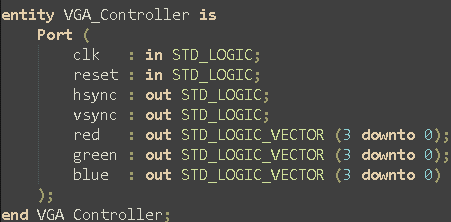 entity VGA_Controller is
    Port (
        clk   : in STD_LOGIC;
        reset : in STD_LOGIC;
        hsync : out STD_LOGIC;
        vsync : out STD_LOGIC;
        red   : out STD_LOGIC_VECTOR (3 downto 0);
        green : out STD_LOGIC_VECTOR (3 downto 0);
        blue  : out STD_LOGIC_VECTOR (3 downto 0)
    );
end VGA_Controller;